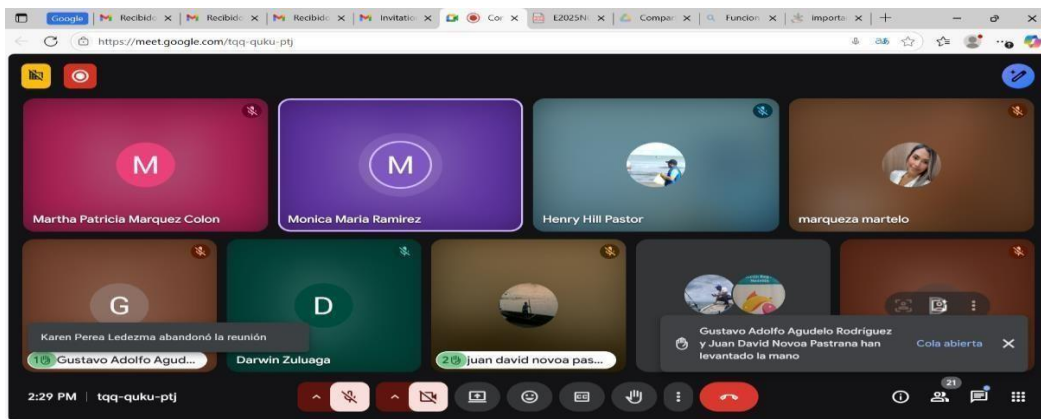 Google
Recibido
Recibido
Recibido
Invitation
Cor
E2025N
Compar
Funcion
importa
https://meet.google.com/tqq-quku-ptj
M
Martha Patricia Marquez Colon
M
Monica Maria Ramirez
Henry Hill Pastor
marqueza martelo
G
Karen Perea Ledezma abandonó la reunión
1 Gustavo Adolfo Agud...
D
Darwin Zuluaga
2 juan david novoa pas...
Gustavo Adolfo Agudelo Rodríguez
y Juan David Novoa Pastrana han
levantado la mano
Cola abierta
2:29 PM | tqq-quku-ptj
21